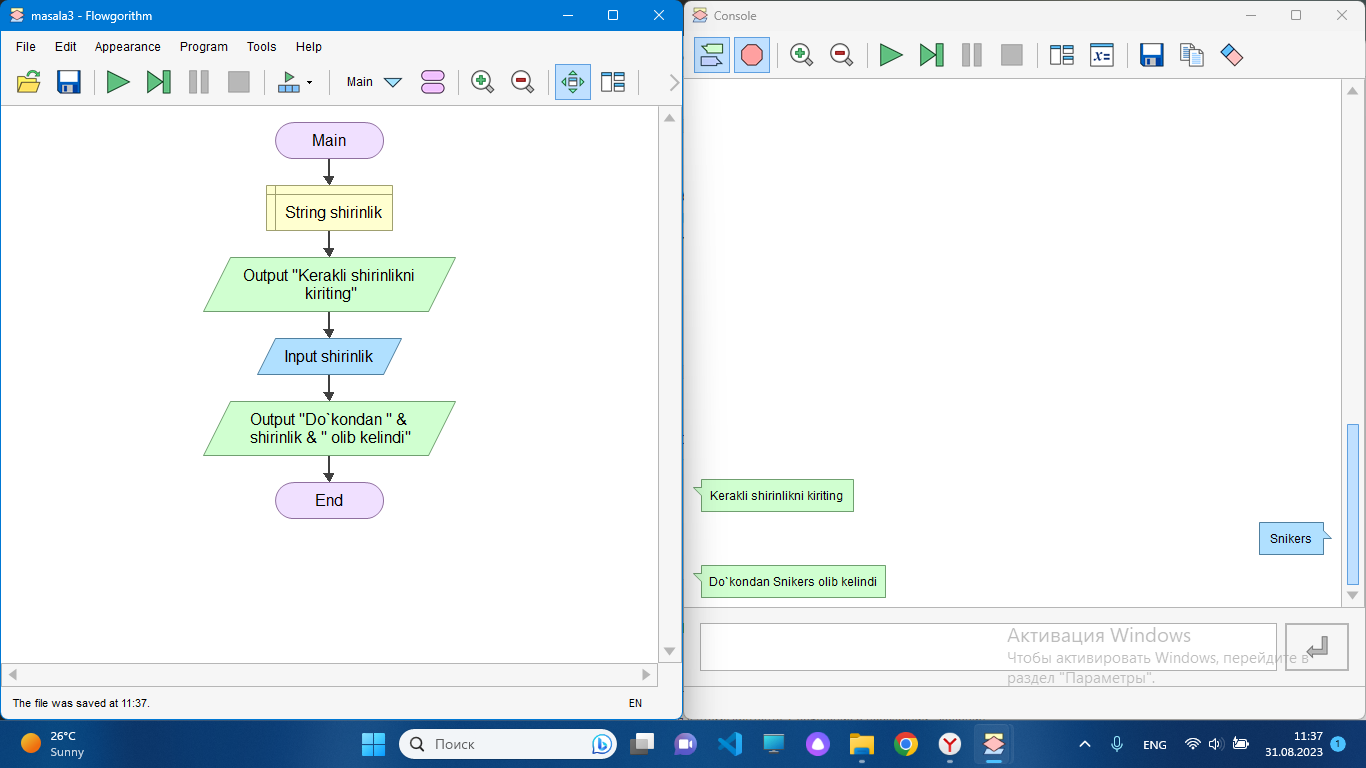 masala3 - Flowgorithm
File Edit Appearance Program Tools Help
Main
Main
String shirinlik
Output "Kerakli shirinlikni
kiriting"
Input shirinlik
Output "Do`kondan " &
shirinlik & " olib kelindi"
End
The file was saved at 11:37.
EN
Console
Kerakli shirinlikni kiriting
Snikers
Do`kondan Snikers olib kelindi
Активация Windows
Чтобы активировать Windows, перейдите в
раздел "Параметры".
26°C
Sunny
Поиск
ENG
11:37
31.08.2023
1